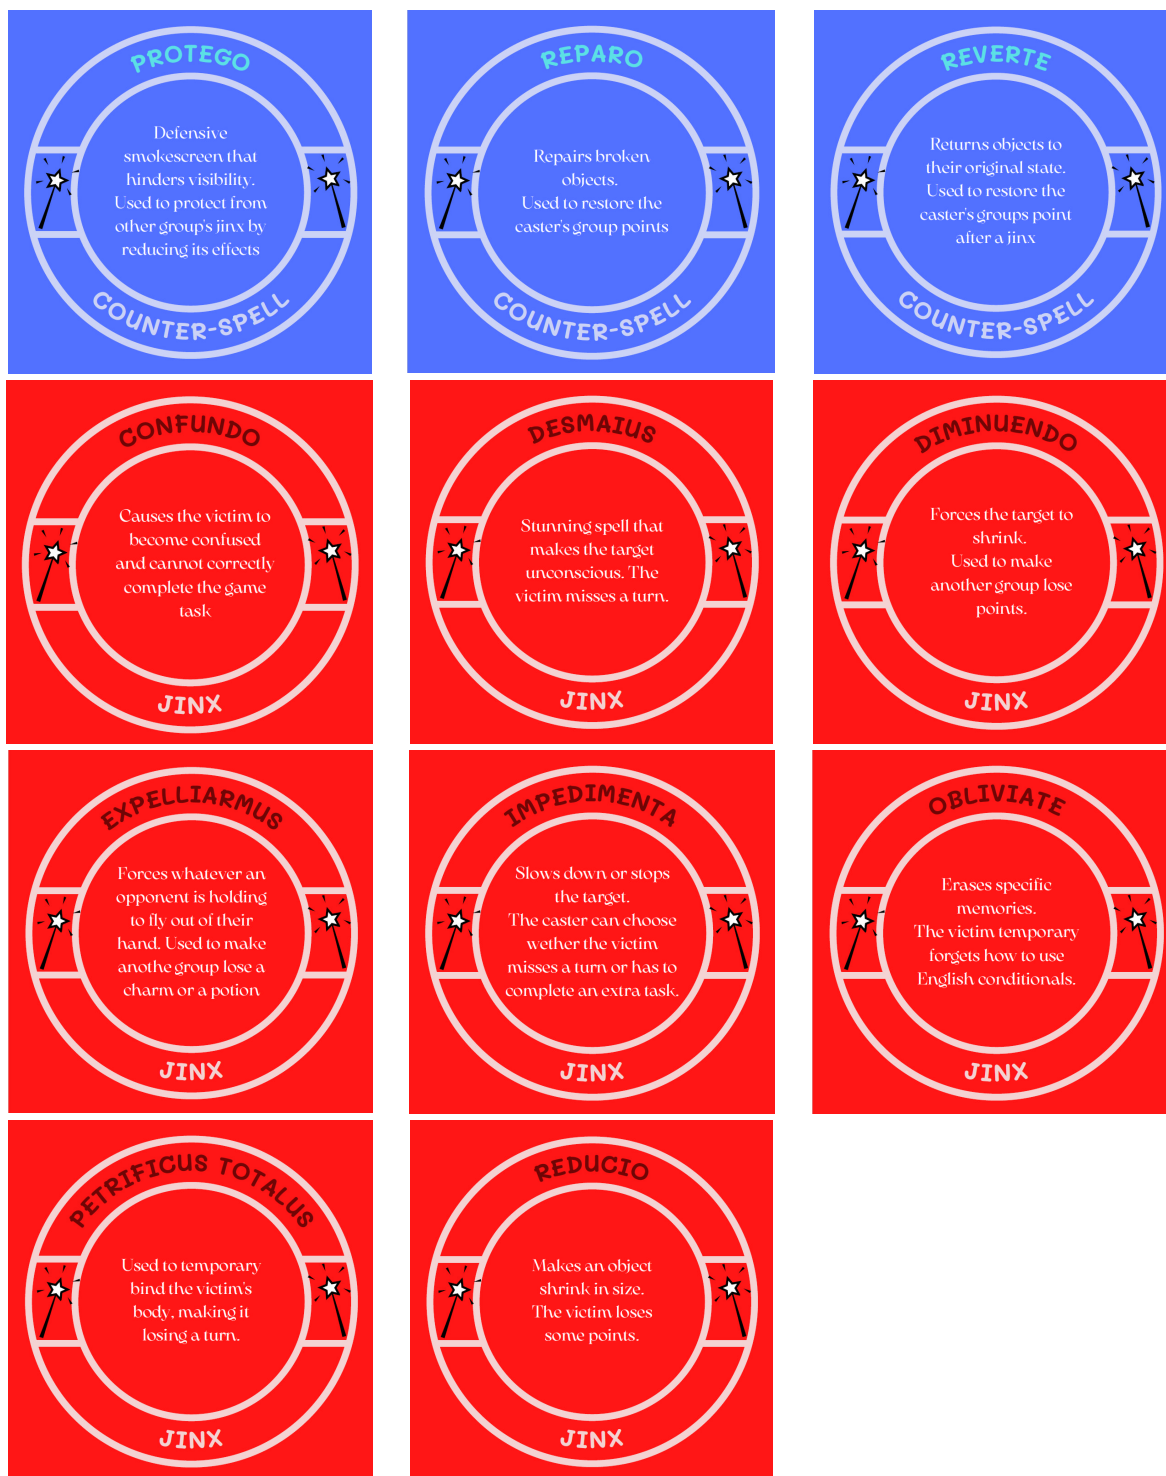 PROTEGO
Defensive
smokescreen that
hinders visibility.
Used to protect from
other group's jinx by
reducing its effects
COUNTER-SPELL
REPARO
Repairs broken
objects.
Used to restore the
caster's group points
COUNTER-SPELL
REVERTE
Returns objects to
their original state.
Used to restore the
caster's groups point
after a jinx
COUNTER-SPELL
CONFUNDO
Causes the victim to
become confused
and cannot correctly
complete the game
task
JINX
DESMAIUS
Stunning spell that
makes the target
unconscious. The
victim misses a turn.
JINX
DIMINUENDO
Forces the target to
shrink.
Used to make
another group lose
points.
JINX
EXPELLIARMUS
Forces whatever an
opponent is holding
to fly out of their
hand. Used to make
anothe group lose a
charm or a potion
JINX
IMPEDIMENTA
Slows down or stops
the target.
The caster can choose
wether the victim
misses a turn or has to
complete an extra task.
JINX
OBLIVIATE
Erases specific
memories.
The victim temporary
forgets how to use
English conditionals.
JINX
PETRIFICUS TOTALUS
Used to temporary
bind the victim's
body, making it
losing a turn.
JINX
REDUCIO
Makes an object
shrink in size.
The victim loses
some points.
JINX